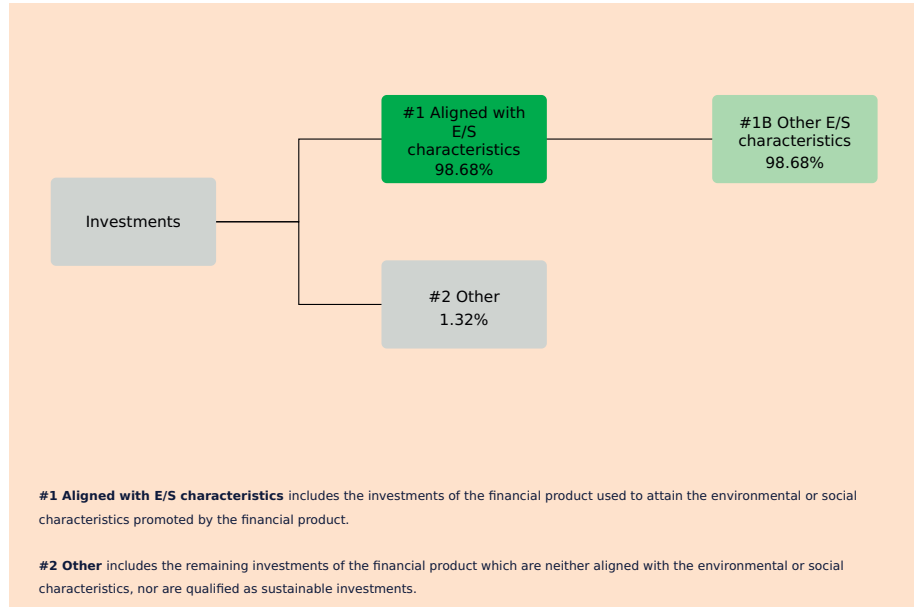 #1 Aligned with
E/S
characteristics
98.68%
#1B Other E/S
characteristics
98.68%
Investments
#2 Other
1.32%
#1 Aligned with E/S characteristics includes the investments of the financial product used to attain the environmental or social
characteristics promoted by the financial product.
#2 Other includes the remaining investments of the financial product which are neither aligned with the environmental or social
characteristics, nor are qualified as sustainable investments.